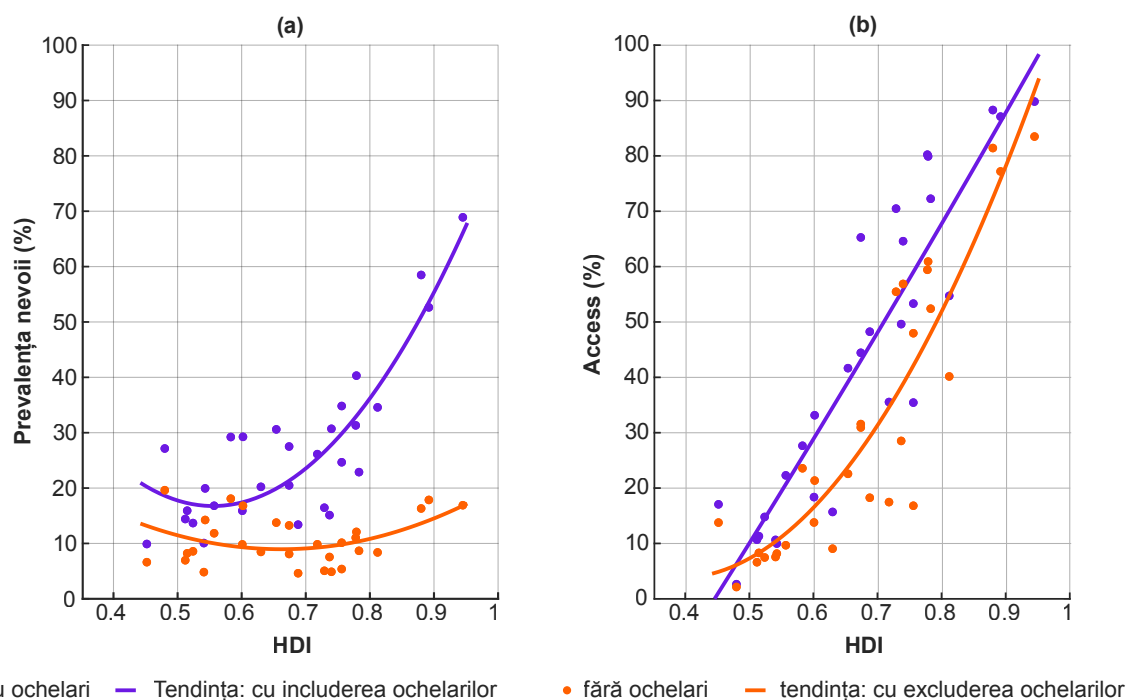 (a)
(b)
100
90
80
70
60
50
40
30
20
10
0
Prevalența nevoii (%)
0.4 0.5 0.6 0.7 0.8 0.9 1
HDI
100
90
80
70
60
50
40
30
20
10
0
Access (%)
0.4 0.5 0.6 0.7 0.8 0.9 1
HDI
u ochelari Tendința: cu includerea ochelarilor fără ochelari tendința: cu excluderea ochelarilor